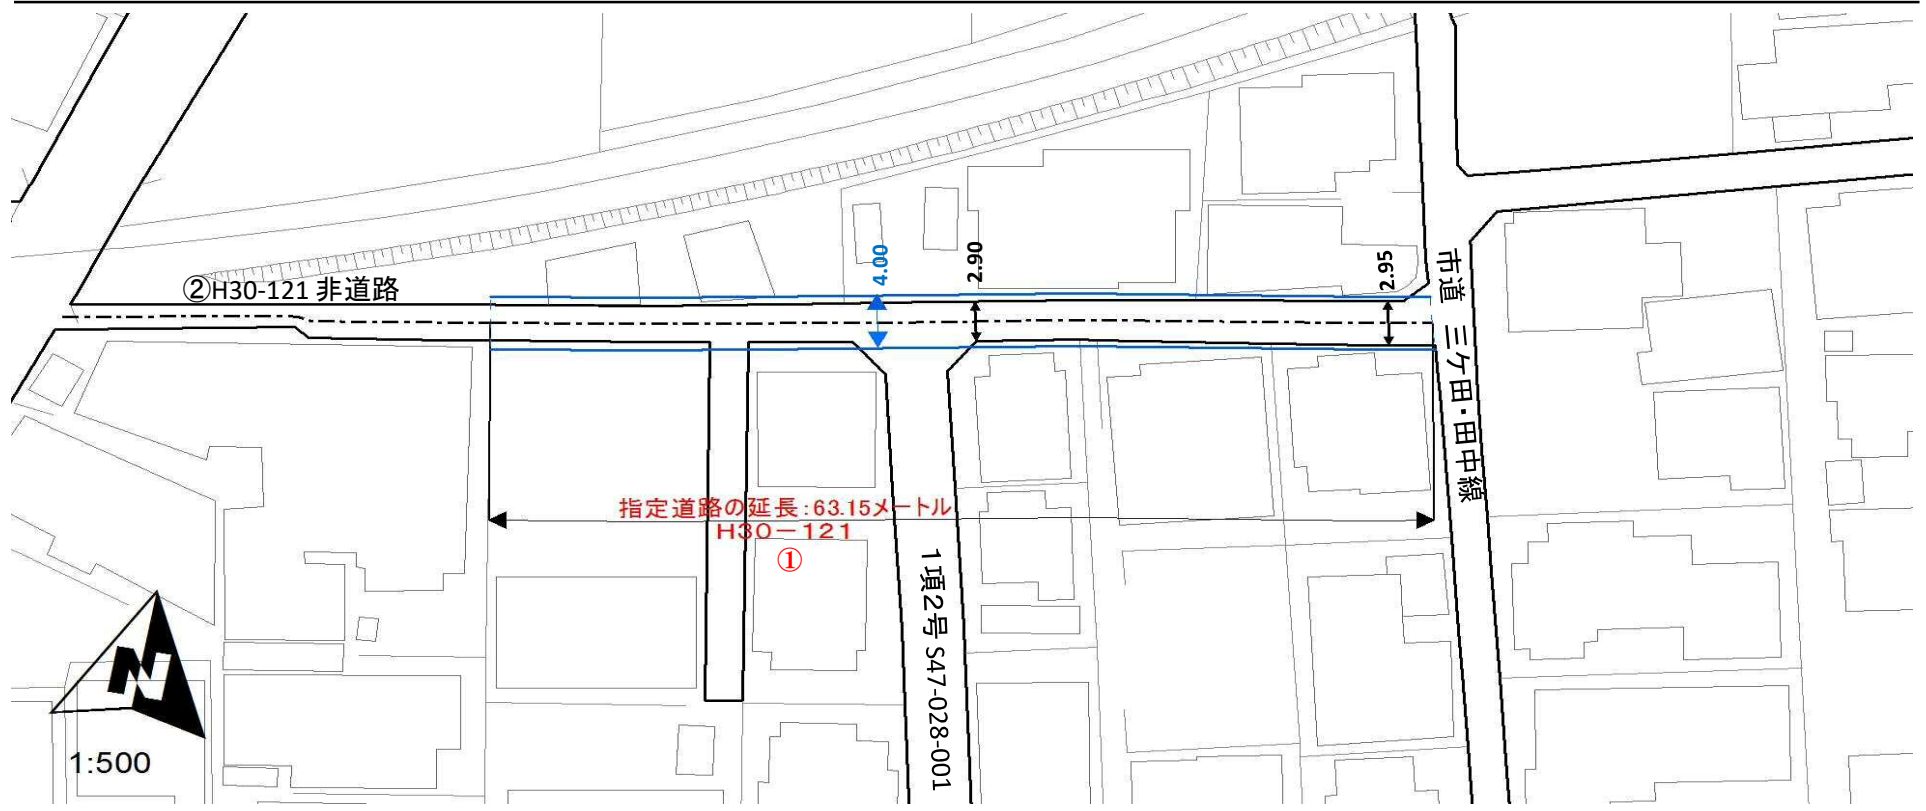 ②H30-121 非道路
4.00
2.90
2.95
市道 三ケ田・田中線
指定道路の延長:63.15メートル
H30-121
①
1項2号 S47-028-001
N
1:500